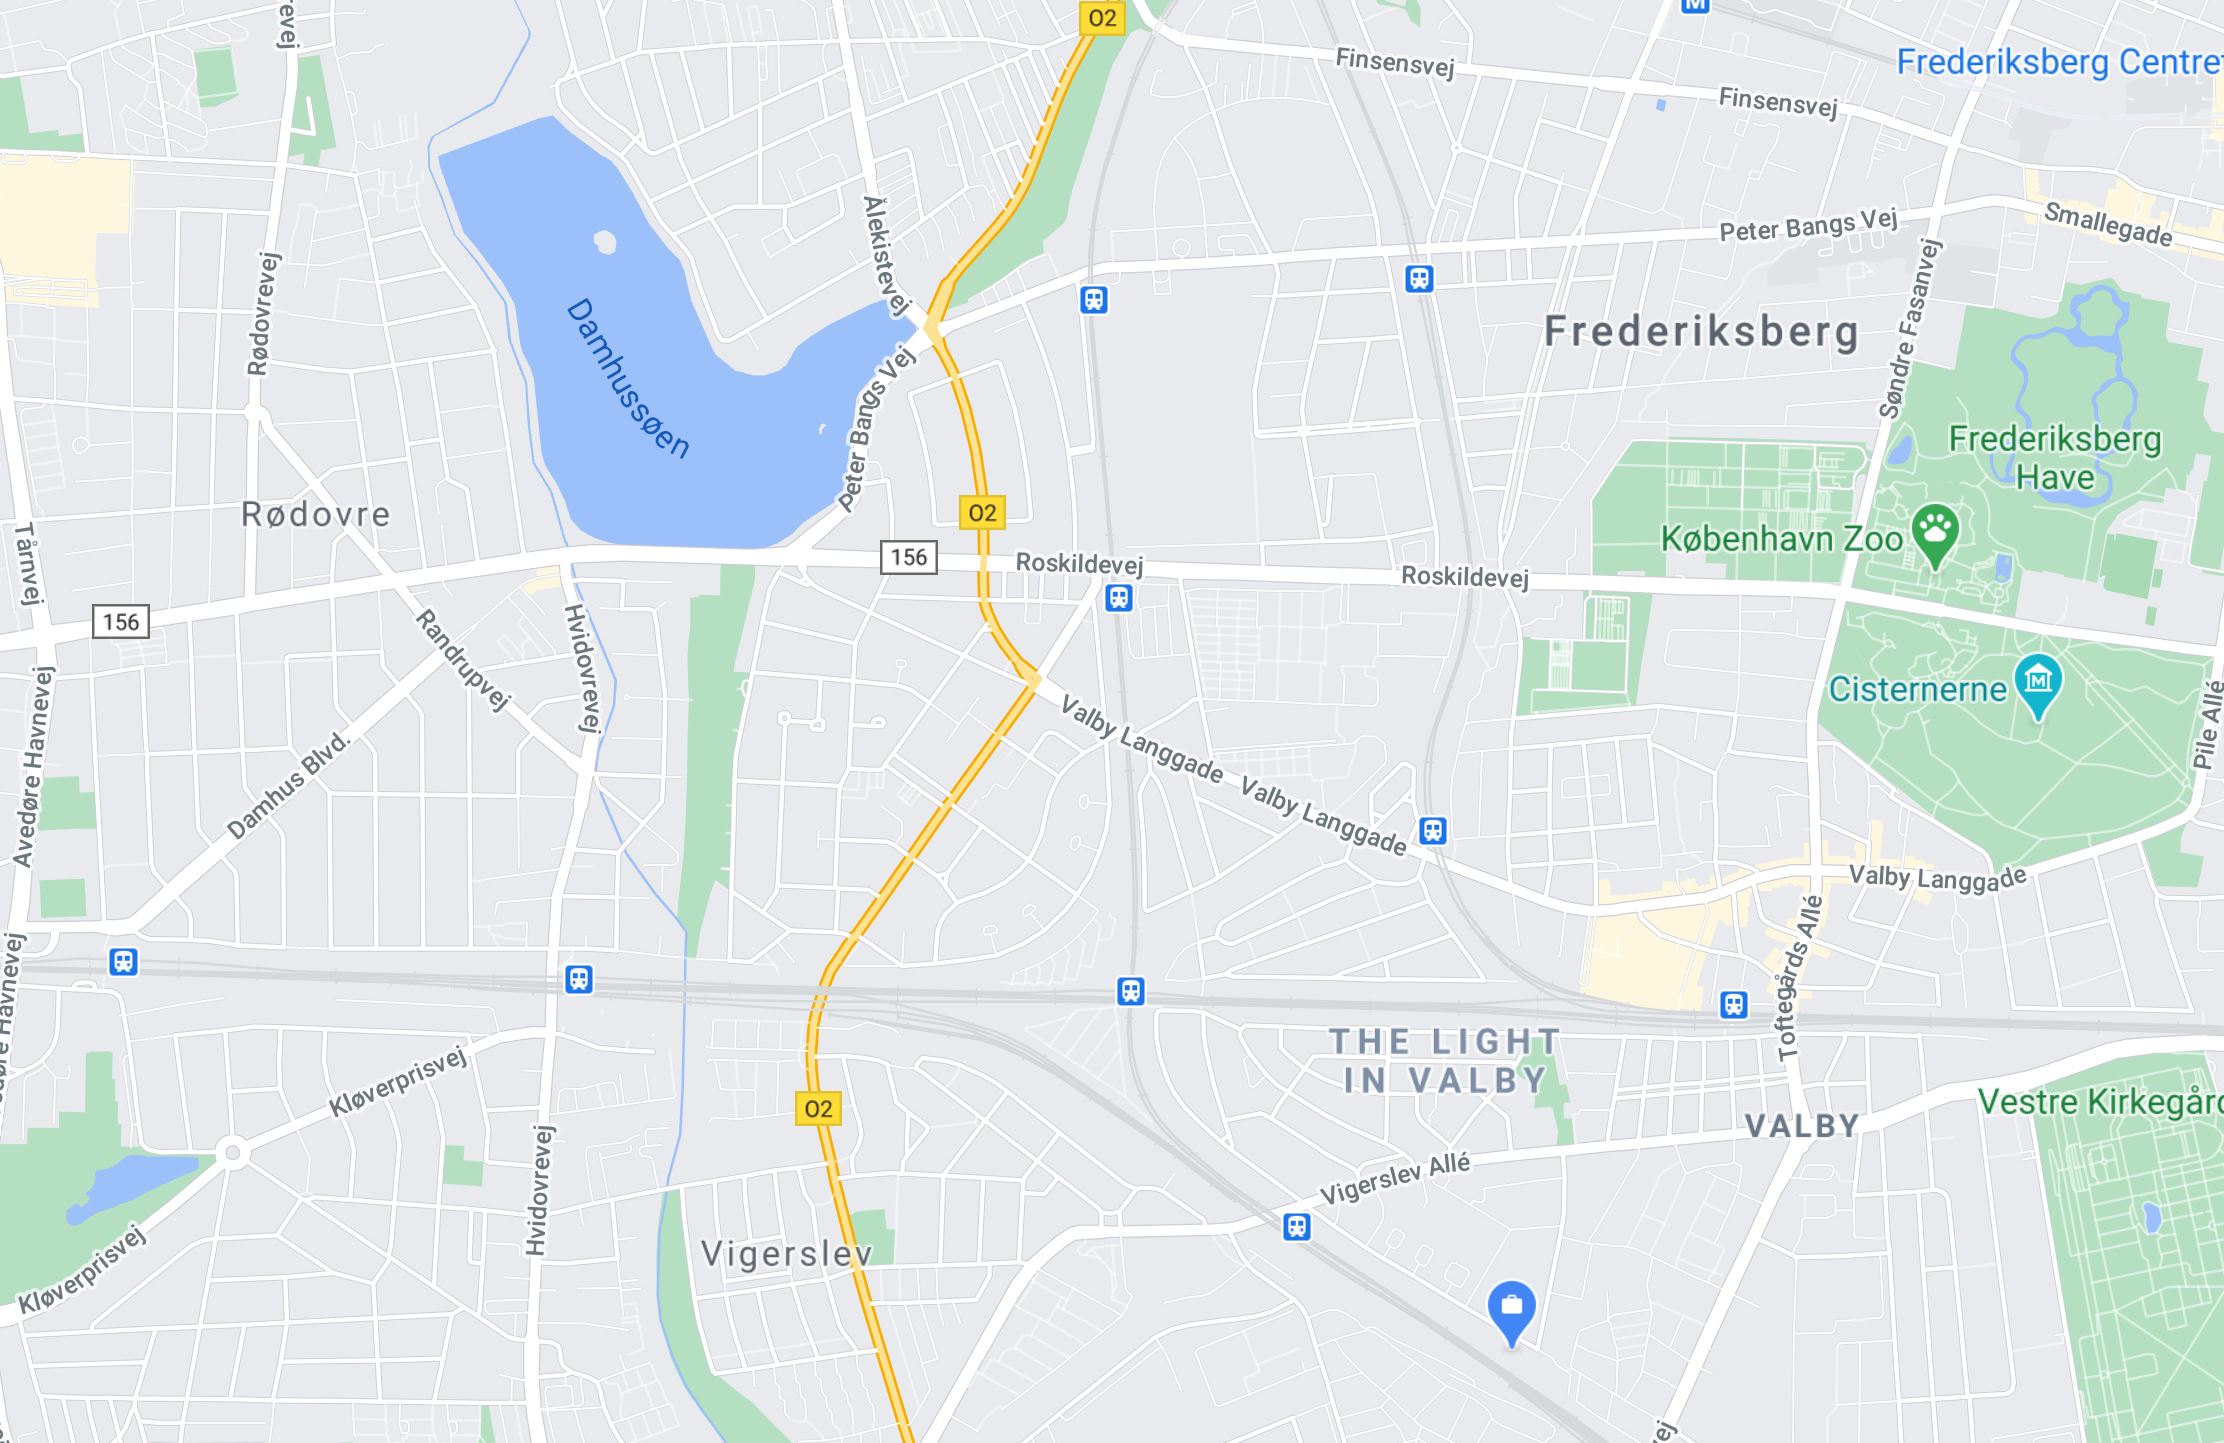 O2
Finsensvej
Frederiksberg Centre
Finsensvej
Ålekistevej
Peter Bangs Vej
Smallegade
Rødovrevej
Damhussøen
Peter Bangs Vej
Frederiksberg
Søndre Fasanvej
Frederiksberg
Have
København Zoo
Rødovre
O2
156
Roskildevej
Roskildevej
Tårnvej
156
Randrupvej
Hvidovrevej
Cisternerne
Pile Allé
Avedøre Havnevej
Damhus Blvd.
Valby Langgade
Valby Langgade
Valby Langgade
Toftegårds Allé
THE LIGHT
IN VALBY
Kløverprisvej
O2
Vestre Kirkegård
VALBY
Hvidovrevej
Vigerslev Allé
Vigerslev
Kløverprisvej